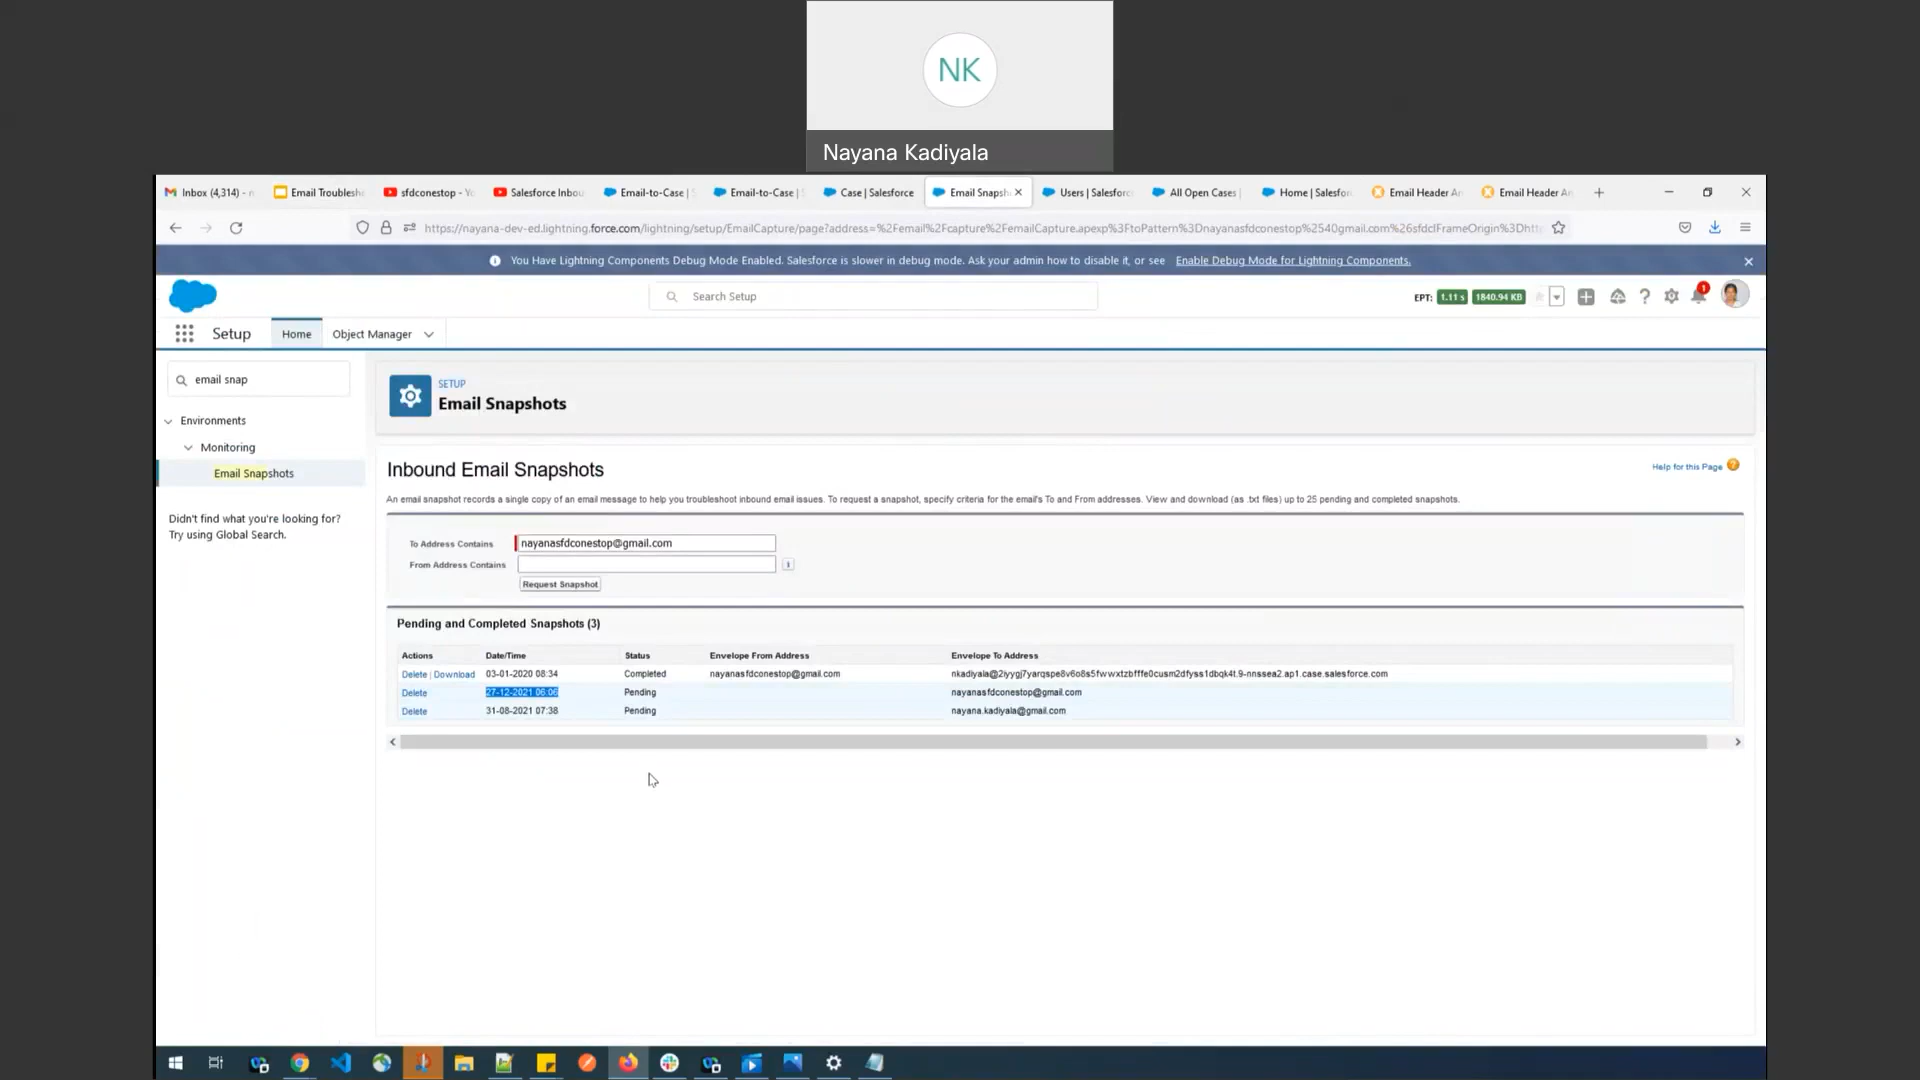 NK
Nayana Kadiyala
Inbox (4,314) - n
Email Troublesh
sfdconestop - Yo
Salesforce Inbou
Email-to-Case | S
Email-to-Case | S
Case | Salesforce
Email Snapsh
Users | Salesforc
All Open Cases |
Home | Salesfor
Email Header An
Email Header An
https://nayana-dev-ed.lightning.force.com/lightning/setup/EmailCapture/page?address=%2Femail%2Fcapture%2FemailCapture.apexp%3FtoPattern%3Dnayanasfdconestop%2540gmail.com%26sfdcIFrameOrigin%3Dhtt
You Have Lightning Components Debug Mode Enabled. Salesforce is slower in debug mode. Ask your admin how to disable it, or see Enable Debug Mode for Lightning Components.
Search Setup
EPT: 1.11 s 1840.94 KB
1
Setup
Home
Object Manager
email snap
SETUP
Email Snapshots
Environments
Monitoring
Email Snapshots
Didn't find what you're looking for?
Try using Global Search.
Inbound Email Snapshots
Help for this Page
An email snapshot records a single copy of an email message to help you troubleshoot inbound email issues. To request a snapshot, specify criteria for the email's To and From addresses. View and download (as .txt files) up to 25 pending and completed snapshots.
To Address Contains nayanasfdconestop@gmail.com
From Address Contains
Request Snapshot
Pending and Completed Snapshots (3)
Actions Date/Time Status Envelope From Address Envelope To Address
Delete | Download 03-01-2020 08:34 Completed nayanasfdconestop@gmail.com
Delete 27-12-2021 06:06 Pending nayanasfdconestop@gmail.com
Delete 31-08-2021 07:38 Pending nayana.kadiyala@gmail.com